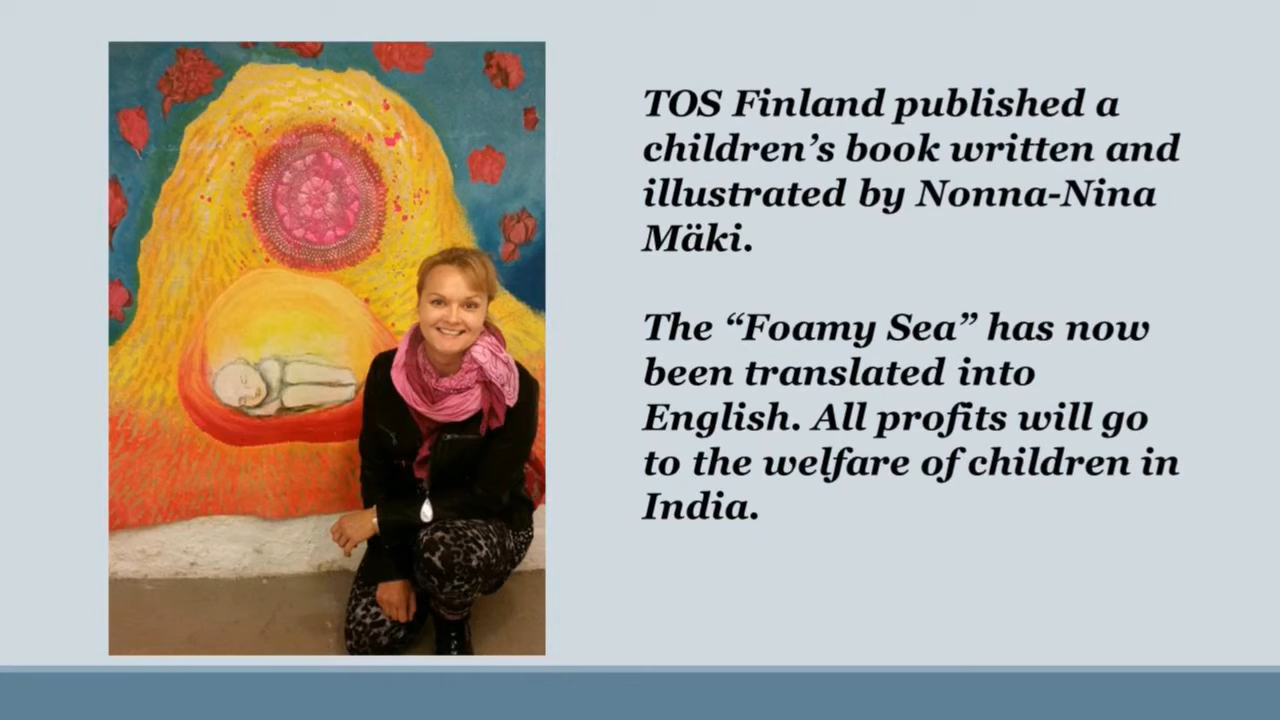 TOS Finland published a
children’s book written and
illustrated by Nonna-Nina
Mäki.
The “Foamy Sea” has now
been translated into
English. All profits will go
to the welfare of children in
India.